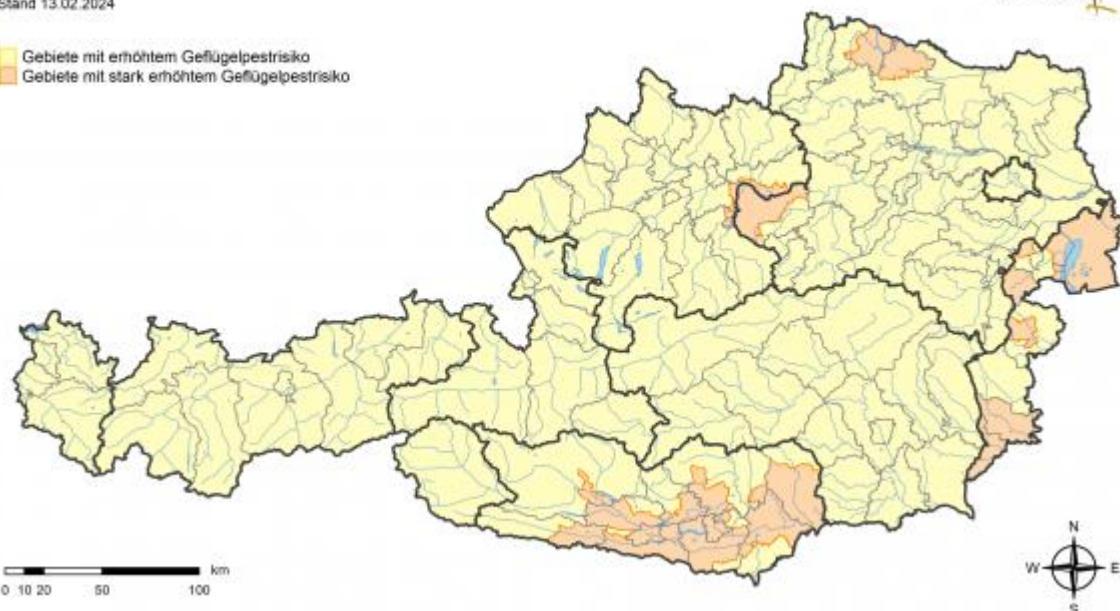 Stand 13.02.2024
Gebiete mit erhöhtem Geflügelpestrisiko
Gebiete mit stark erhöhtem Geflügelpestrisiko
N
W E
S
km
0 10 20 50 100